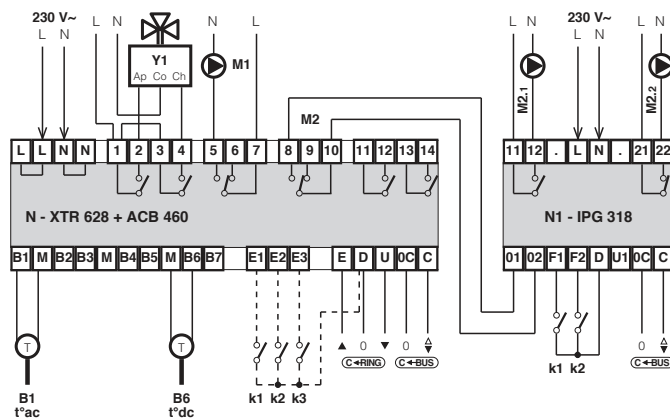 230 V~
L N L N N L
Y1
Ap Co Ch
M1
M2
L L N N 1 2 3 4 5 6 7 8 9 10 11 12 13 14
N - XTR 628 + ACB 460
B1 M B2 B3 M B4 B5 M B6 B7 E1 E2 E3 E D U 0C C
T T
0 0
C RING C BUS
B1 B6 k1 k2 k3
t°ac t°dc
230 V~
L N L N L N
M2.1 M2.2
11 12 . L N . 21 22
N1 - IPG 318
01 02 F1 F2 D U1 0C C
k1 k2 0
C BUS